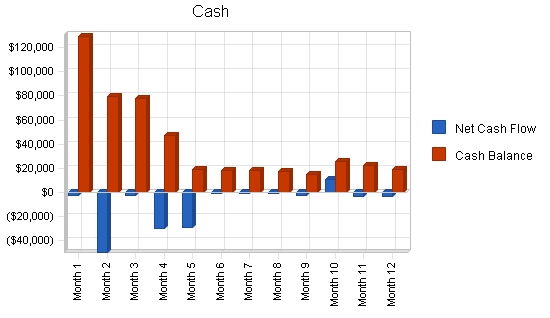 Cash
$120,000
$100,000
$80,000
$60,000
$40,000
$20,000
$0
($20,000)
($40,000)
Month 1
Month 2
Month 3
Month 4
Month 5
Month 6
Month 7
Month 8
Month 9
Month 10
Month 11
Month 12
Net Cash Flow
Cash Balance